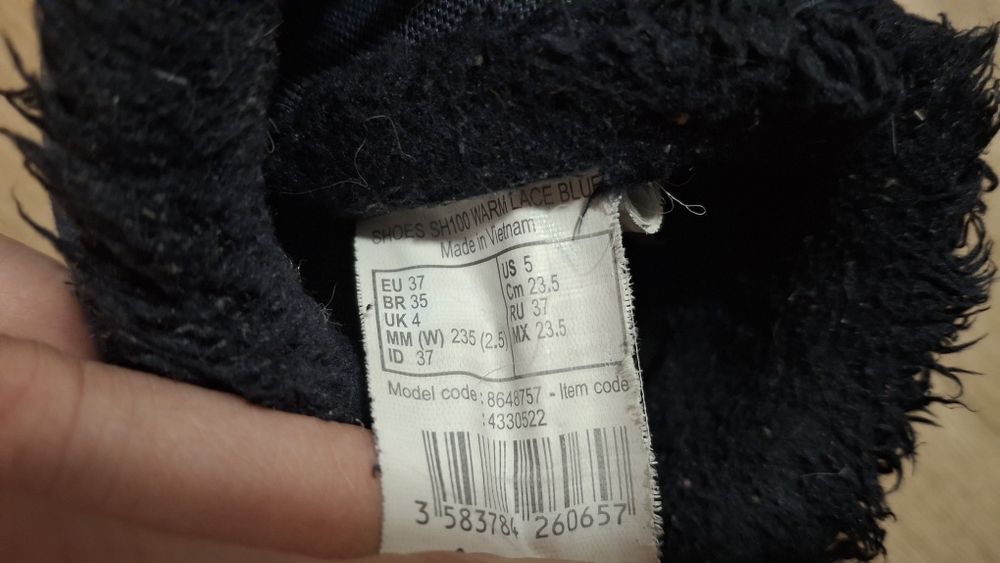 SHOES SH100 WARM LACE BLUE
Made in Vietnam
EU 37
BR 35
UK 4
MM (W) 235 (2.5)
ID 37
US 5
Cm 23.5
RU 37
MX 23.5
Model code : 8648757 - Item code
: 4330522
3 583784 260657